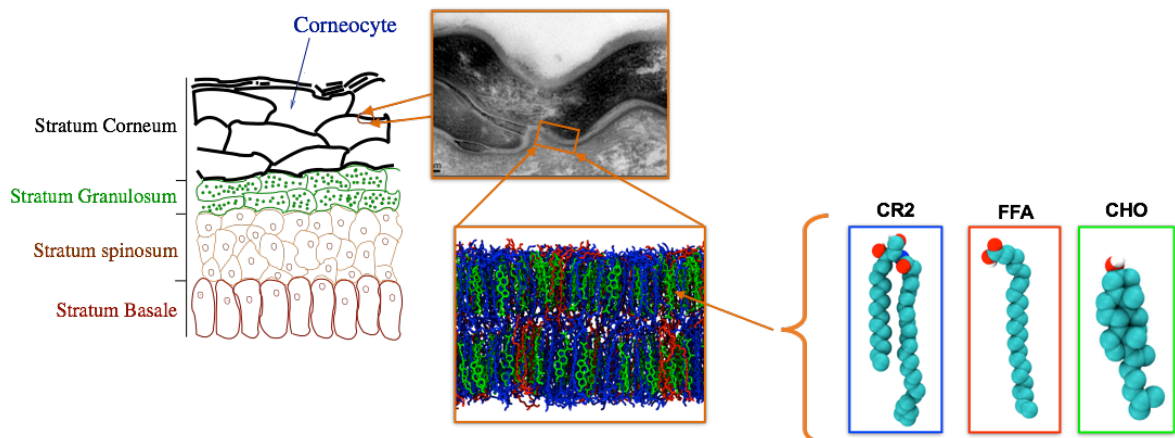 Corneocyte
Stratum Corneum
Stratum Granulosum
Stratum spinosum
Stratum Basale
CR2
FFA
CHO